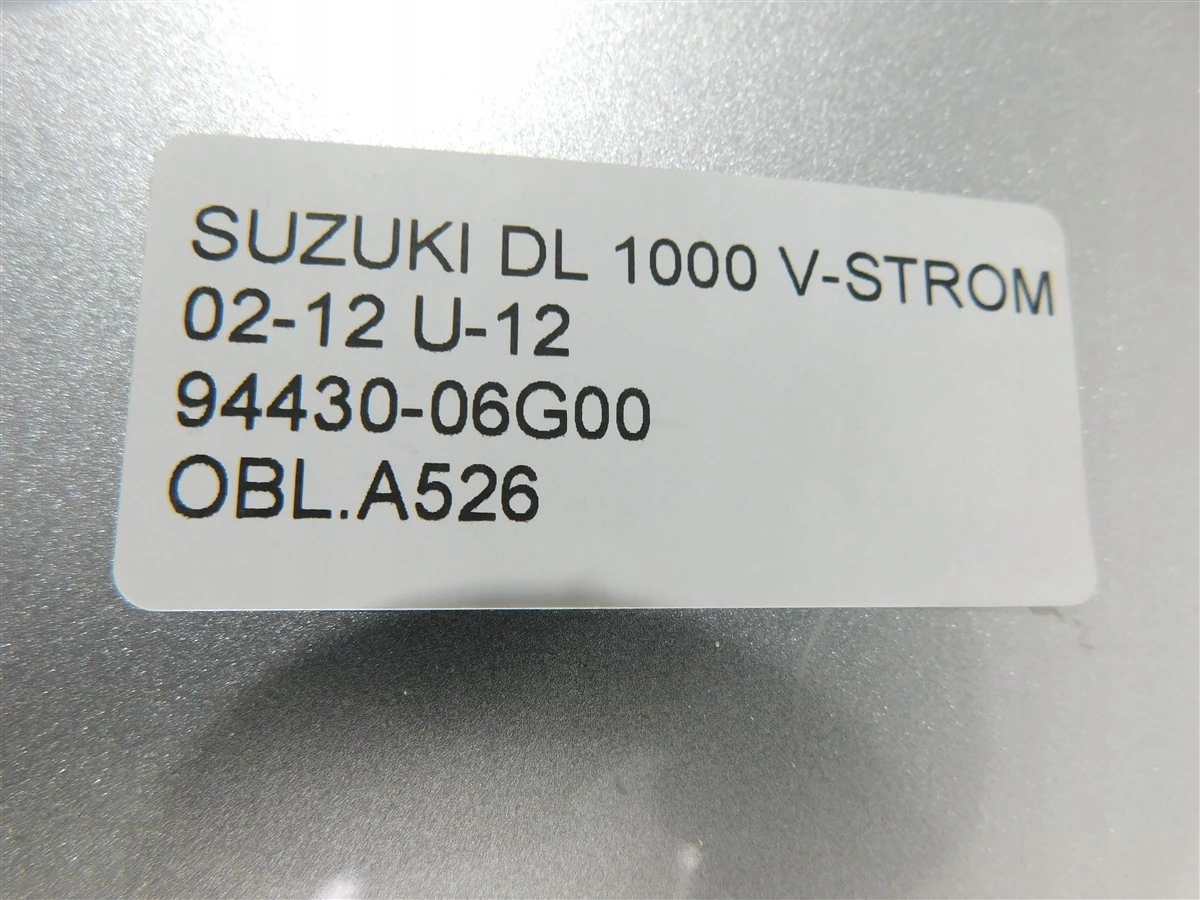 SUZUKI DL 1000 V-STROM
02-12 U-12
94430-06G00
OBL.A526